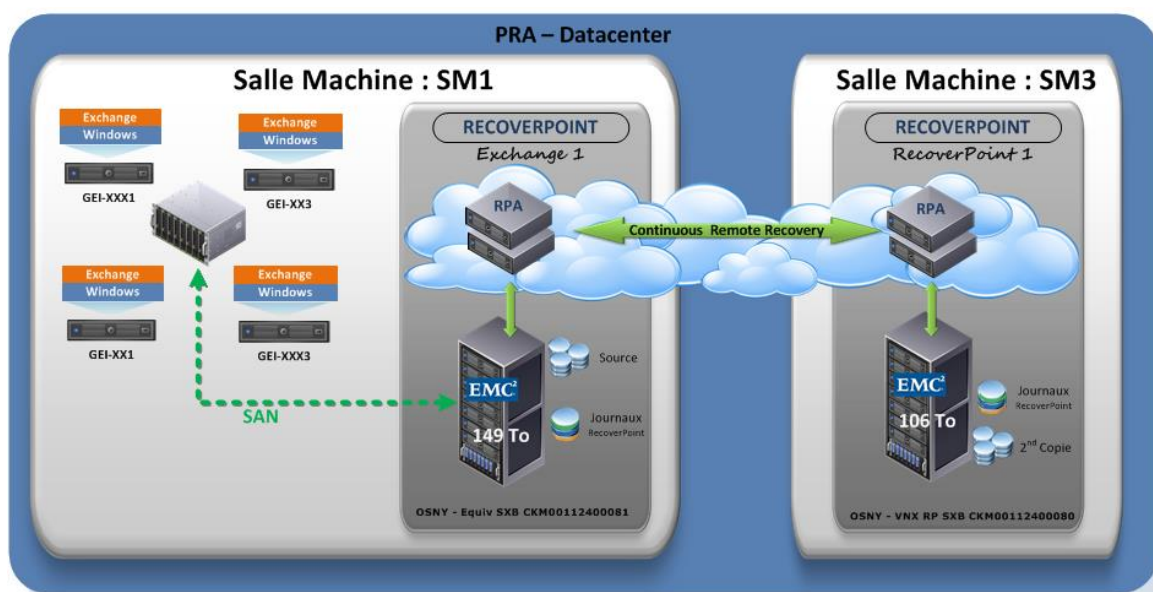 PRA – Datacenter
Salle Machine : SM1
Exchange
Windows
GEI-XXX1
Exchange
Windows
GEI-XX3
Exchange
Windows
GEI-XX1
Exchange
Windows
GEI-XXX3
SAN
RECOVERPOINT
Exchange 1
RPA
Continuous Remote Recovery
EMC²
149 To
Source
Journaux
RecoverPoint
OSNY - Equiv SXB CKM00112400081
Salle Machine : SM3
RECOVERPOINT
RecoverPoint 1
RPA
EMC²
106 To
Journaux
RecoverPoint
2nd Copie
OSNY - VNX RP SXB CKM00112400080